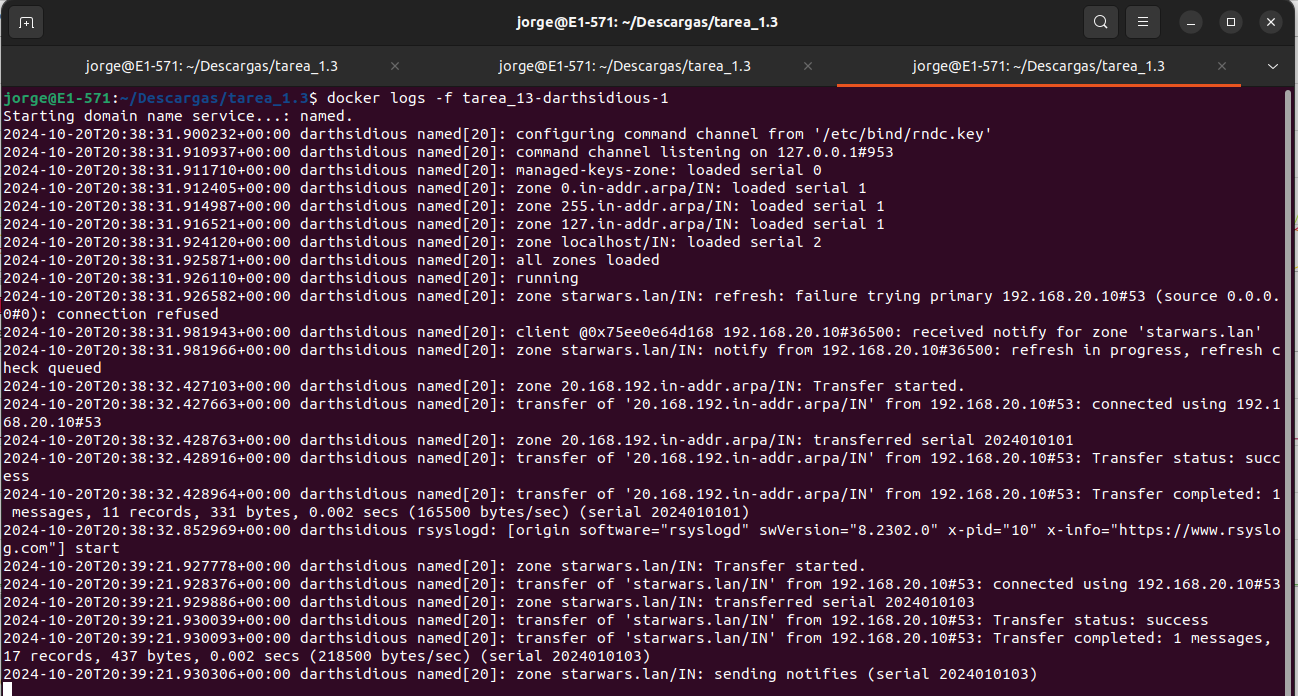 jorge@E1-571: ~/Descargas/tarea_1.3
jorge@E1-571: ~/Descargas/tarea_1.3
jorge@E1-571: ~/Descargas/tarea_1.3
jorge@E1-571: ~/Descargas/tarea_1.3
jorge@E1-571:~/Descargas/tarea_1.3$ docker logs -f tarea_13-darthsidious-1
Starting domain name service...: named.
2024-10-20T20:38:31.900232+00:00 darthsidious named[20]: configuring command channel from '/etc/bind/rndc.key'
2024-10-20T20:38:31.910937+00:00 darthsidious named[20]: command channel listening on 127.0.0.1#953
2024-10-20T20:38:31.911710+00:00 darthsidious named[20]: managed-keys-zone: loaded serial 0
2024-10-20T20:38:31.912405+00:00 darthsidious named[20]: zone 0.in-addr.arpa/IN: loaded serial 1
2024-10-20T20:38:31.914987+00:00 darthsidious named[20]: zone 255.in-addr.arpa/IN: loaded serial 1
2024-10-20T20:38:31.916521+00:00 darthsidious named[20]: zone 127.in-addr.arpa/IN: loaded serial 1
2024-10-20T20:38:31.924120+00:00 darthsidious named[20]: zone localhost/IN: loaded serial 2
2024-10-20T20:38:31.925871+00:00 darthsidious named[20]: all zones loaded
2024-10-20T20:38:31.926110+00:00 darthsidious named[20]: running
2024-10-20T20:38:31.926582+00:00 darthsidious named[20]: zone starwars.lan/IN: refresh: failure trying primary 192.168.20.10#53 (source 0.0.0.
0#0): connection refused
2024-10-20T20:38:31.981943+00:00 darthsidious named[20]: client @0x75ee0e64d168 192.168.20.10#36500: received notify for zone 'starwars.lan'
2024-10-20T20:38:31.981966+00:00 darthsidious named[20]: zone starwars.lan/IN: notify from 192.168.20.10#36500: refresh in progress, refresh c
heck queued
2024-10-20T20:38:32.427103+00:00 darthsidious named[20]: zone 20.168.192.in-addr.arpa/IN: Transfer started.
2024-10-20T20:38:32.427663+00:00 darthsidious named[20]: transfer of '20.168.192.in-addr.arpa/IN' from 192.168.20.10#53: connected using 192.1
68.20.10#53
2024-10-20T20:38:32.428763+00:00 darthsidious named[20]: zone 20.168.192.in-addr.arpa/IN: transferred serial 2024010101
2024-10-20T20:38:32.428916+00:00 darthsidious named[20]: transfer of '20.168.192.in-addr.arpa/IN' from 192.168.20.10#53: Transfer status: succ
ess
2024-10-20T20:38:32.428964+00:00 darthsidious named[20]: transfer of '20.168.192.in-addr.arpa/IN' from 192.168.20.10#53: Transfer completed: 1
 messages, 11 records, 331 bytes, 0.002 secs (165500 bytes/sec) (serial 2024010101)
2024-10-20T20:38:32.852969+00:00 darthsidious rsyslogd: [origin software="rsyslogd" swVersion="8.2302.0" x-pid="10" x-info="https://www.rsyslo
g.com"] start
2024-10-20T20:39:21.927778+00:00 darthsidious named[20]: zone starwars.lan/IN: Transfer started.
2024-10-20T20:39:21.928376+00:00 darthsidious named[20]: transfer of 'starwars.lan/IN' from 192.168.20.10#53: connected using 192.168.20.10#53
2024-10-20T20:39:21.929886+00:00 darthsidious named[20]: zone starwars.lan/IN: transferred serial 2024010103
2024-10-20T20:39:21.930039+00:00 darthsidious named[20]: transfer of 'starwars.lan/IN' from 192.168.20.10#53: Transfer status: success
2024-10-20T20:39:21.930093+00:00 darthsidious named[20]: transfer of 'starwars.lan/IN' from 192.168.20.10#53: Transfer completed: 1 messages,
17 records, 437 bytes, 0.002 secs (218500 bytes/sec) (serial 2024010103)
2024-10-20T20:39:21.930306+00:00 darthsidious named[20]: zone starwars.lan/IN: sending notifies (serial 2024010103)